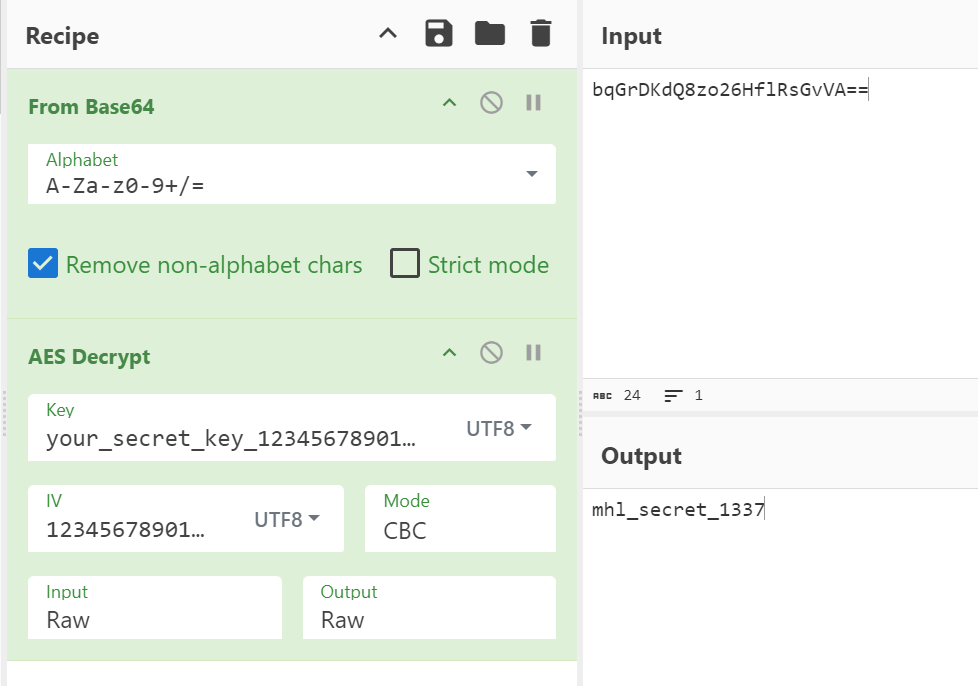 Recipe
From Base64
Alphabet
A-Za-z0-9+/=
Remove non-alphabet chars
Strict mode
AES Decrypt
Key
your_secret_key_12345678901…
UTF8
IV
12345678901…
UTF8
Mode
CBC
Input
Raw
Output
Raw
Input
bqGrDKdQ8zo26HflRsGvVA==
ABC 24
1
Output
mhl_secret_1337